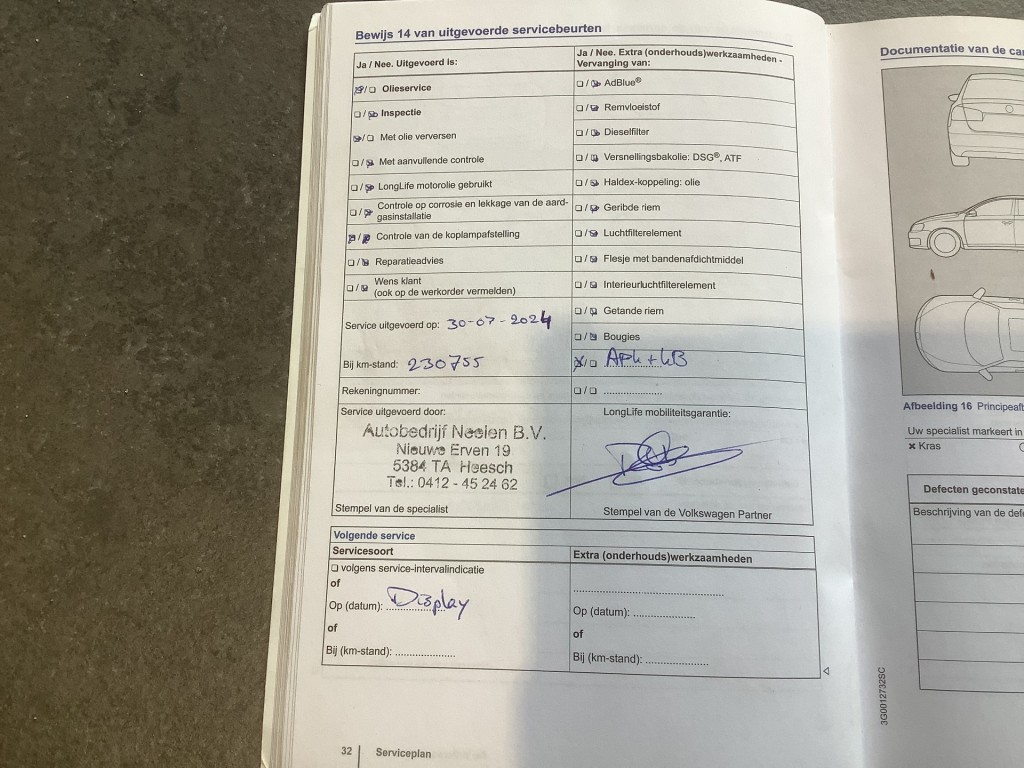 Bewijs 14 van uitgevoerde servicebeurten
Ja / Nee. Uitgevoerd is:
☒/☐ Olieservice
☐/☒ Inspectie
☒/☐ Met olie verversen
☐/☒ Met aanvullende controle
☐/☒ LongLife motorolie gebruikt
☐/☒ Controle op corrosie en lekkage van de aard-
gasinstallatie
☒/☒ Controle van de koplampafstelling
☐/☒ Reparatieadvies
☐/☒ Wens klant
(ook op de werkorder vermelden)
Service uitgevoerd op: 30-07-2024
Bij km-stand: 230755
Rekeningnummer:
Ja / Nee. Extra (onderhouds)werkzaamheden -
Vervanging van:
☐/☒ AdBlue®
☐/☒ Remvloeistof
☐/☒ Dieselfilter
☐/☒ Versnellingsbakolie: DSG®, ATF
☐/☒ Haldex-koppeling: olie
☐/☒ Geribde riem
☐/☒ Luchtfilterelement
☐/☒ Flesje met bandenafdichtmiddel
☐/☒ Interieurluchtfilterelement
☐/☒ Getande riem
☐/☒ Bougies
☒/☐ APK + KB
☐/☐ .....................
Service uitgevoerd door:
Autobedrijf Neelen B.V.
Nieuwe Erven 19
5384 TA Heesch
Tel.: 0412 - 45 24 62
Stempel van de specialist
LongLife mobiliteitsgarantie:
Stempel van de Volkswagen Partner
Volgende service
Servicesoort
☐ volgens service-intervalindicatie
of
Op (datum): Display
of
Bij (km-stand): .....................
Extra (onderhouds)werkzaamheden
.....................................................
Op (datum): ......................
of
Bij (km-stand): ......................
32 Serviceplan
Documentatie van de
Afbeelding 16
Uw specialist markeert in
× Kras
Defecten
Beschrijving van de
3G0012732SC